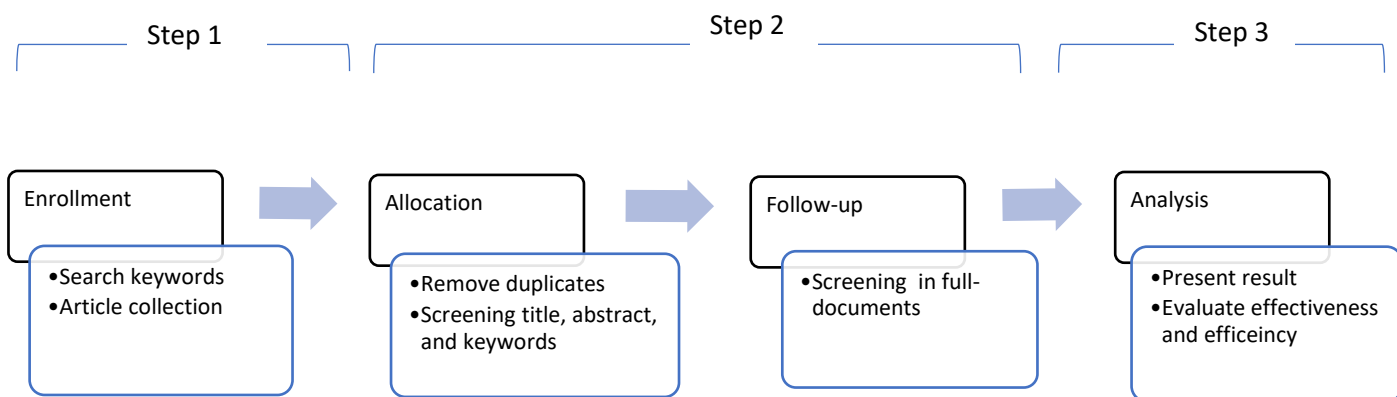 Step 1
Step 2
Step 3
Enrollment
•Search keywords
•Article collection
Allocation
•Remove duplicates
•Screening title, abstract,
and keywords
Follow-up
•Screening in full-
documents
Analysis
•Present result
•Evaluate effectiveness
and efficeincy